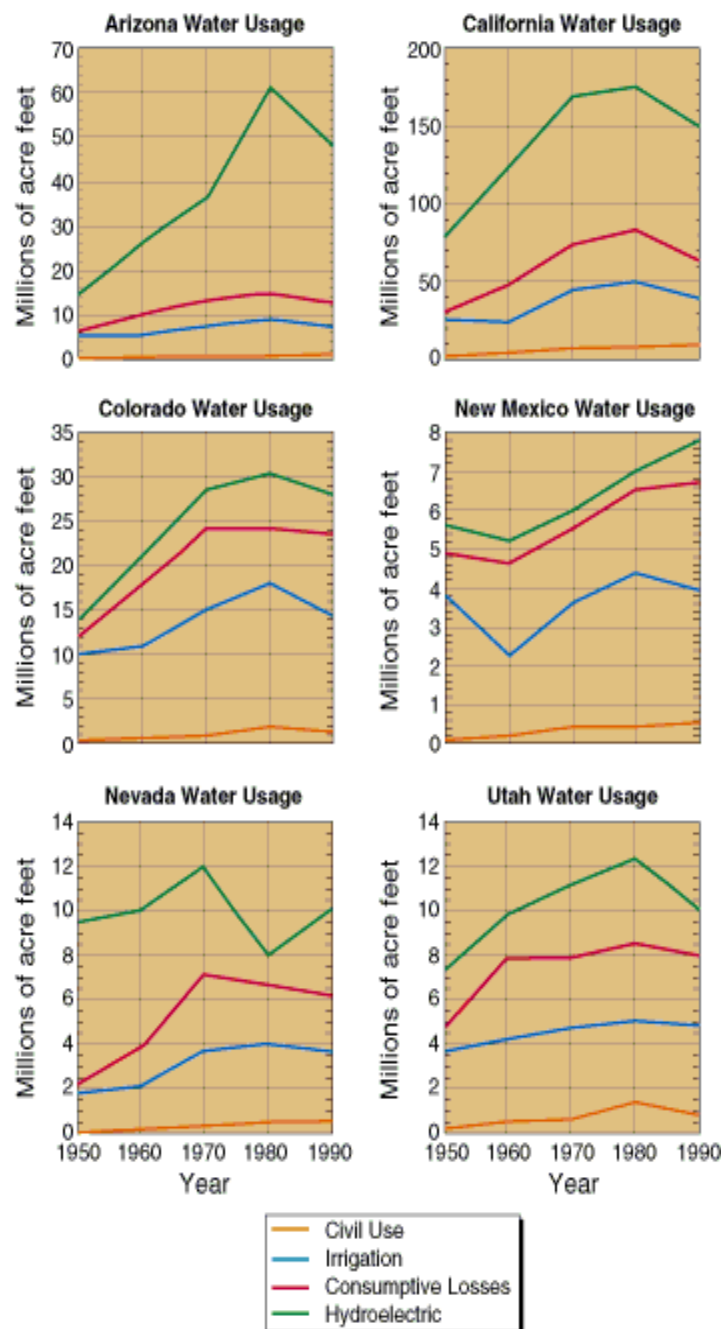 Arizona Water Usage
Millions of acre feet
70
60
50
40
30
20
10
0
California Water Usage
Millions of acre feet
200
150
100
50
0
Colorado Water Usage
Millions of acre feet
35
30
25
20
15
10
5
0
New Mexico Water Usage
Millions of acre feet
8
7
6
5
4
3
2
1
0
Nevada Water Usage
Millions of acre feet
14
12
10
8
6
4
2
0
1950 1960 1970 1980 1990
Year
Utah Water Usage
Millions of acre feet
14
12
10
8
6
4
2
0
1950 1960 1970 1980 1990
Year
Civil Use
Irrigation
Consumptive Losses
Hydroelectric